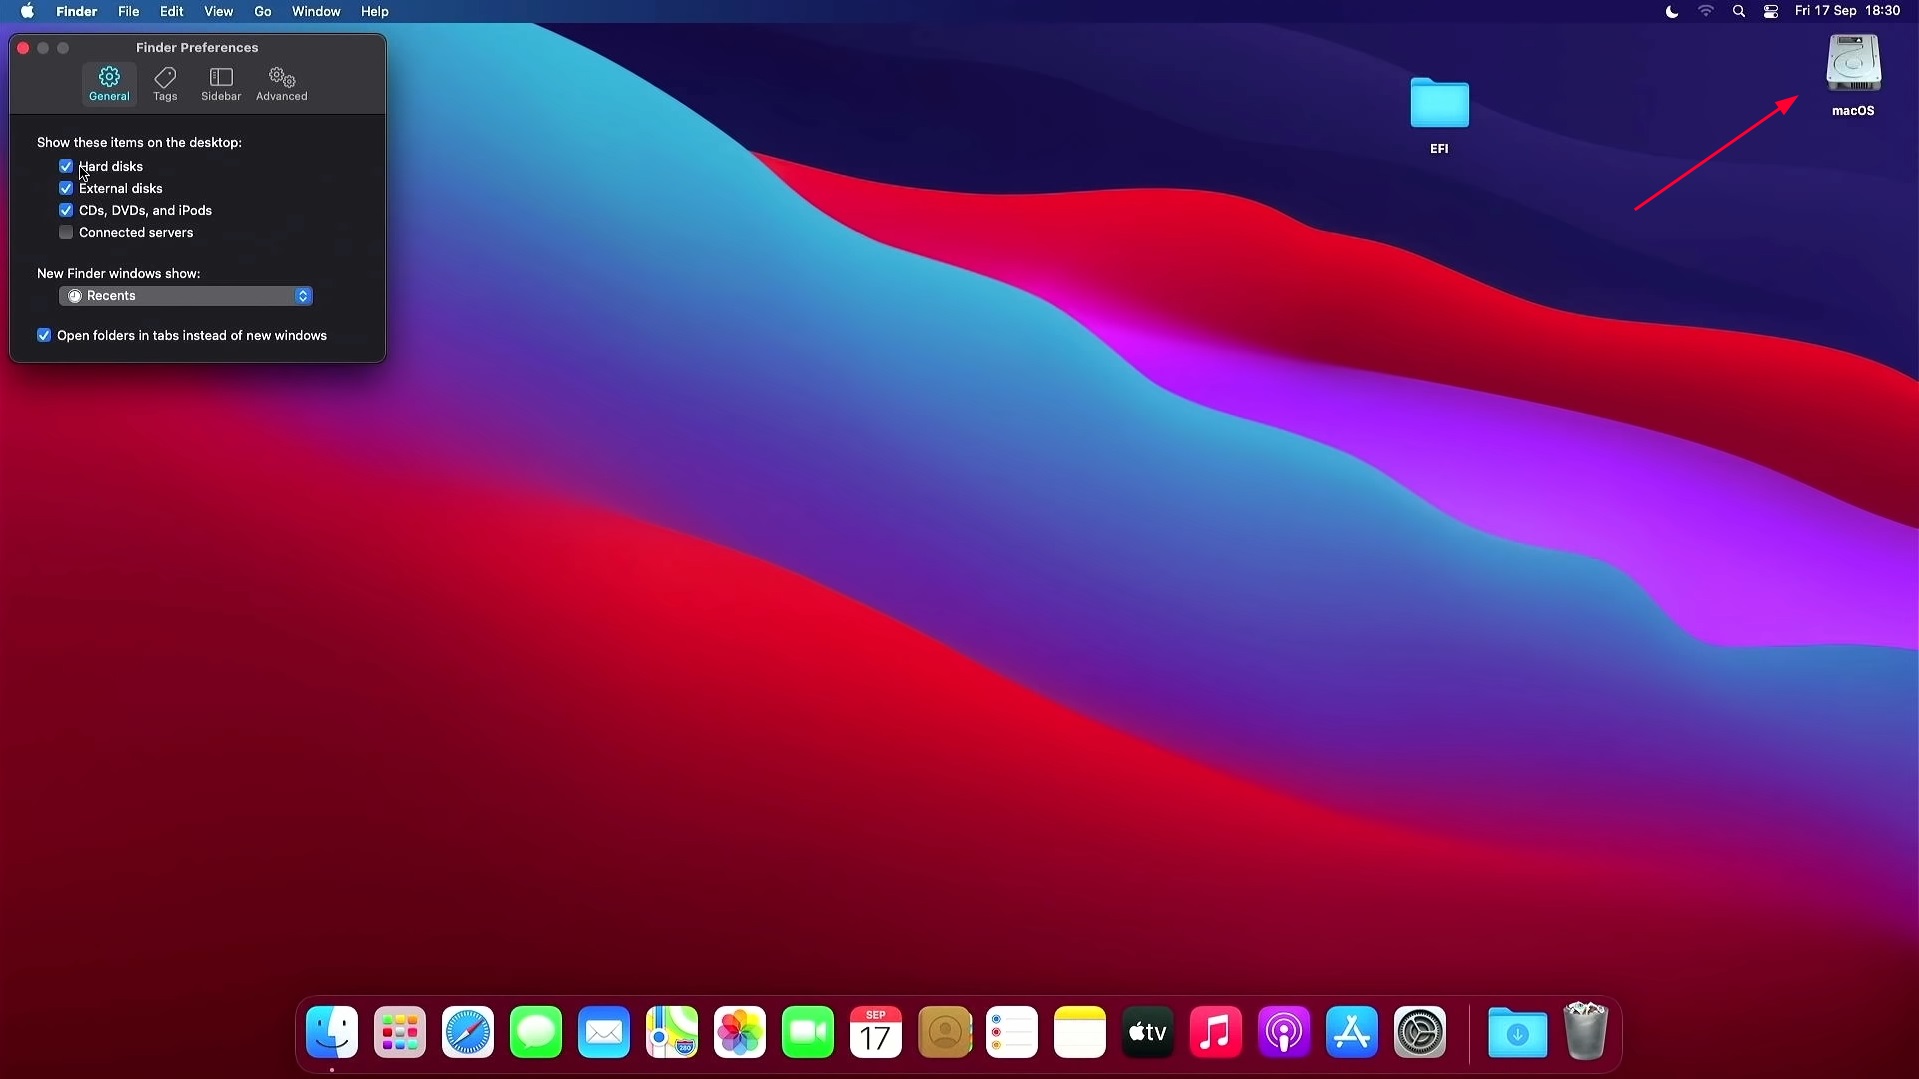 Finder File Edit View Go Window Help
Fri 17 Sep 18:30
Finder Preferences
General Tags Sidebar Advanced
Show these items on the desktop:
Hard disks
External disks
CDs, DVDs, and iPods
Connected servers
New Finder windows show:
Recents
Open folders in tabs instead of new windows
EFI
macOS
SEP
17
280
tv